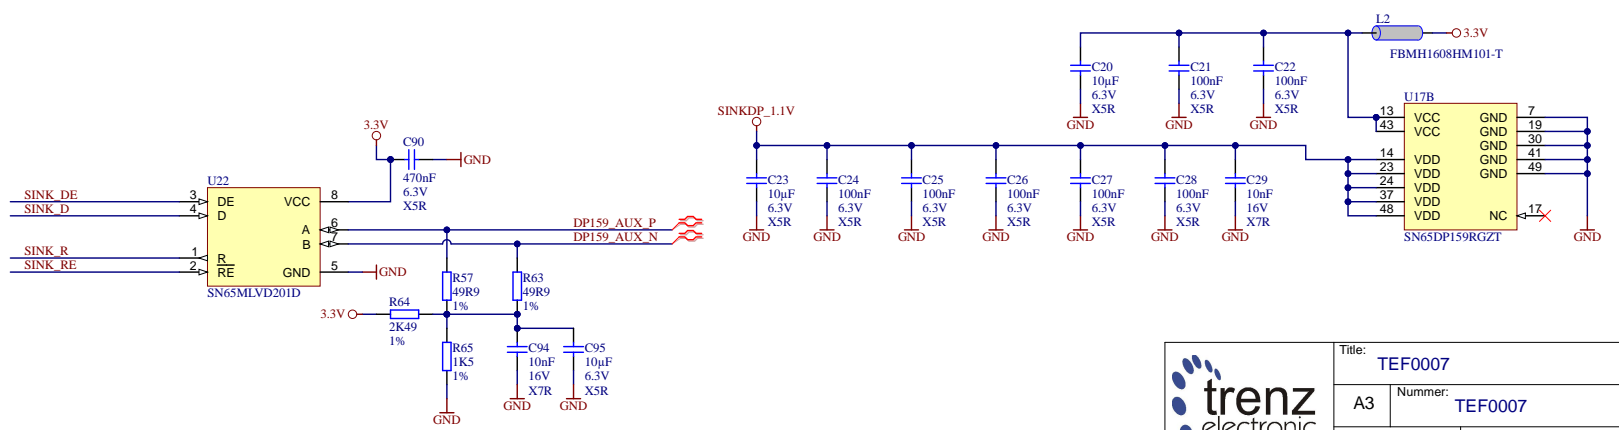 L2
3.3V
FBMH1608HM101-T
C20
10µF
6.3V
X5R
GND
C21
100nF
6.3V
X5R
GND
C22
100nF
6.3V
X5R
GND
U17B
13 VCC
43 VCC
14 VDD
23 VDD
24 VDD
37 VDD
48 VDD
GND 7
GND 19
GND 30
GND 41
GND 49
NC 17
SN65DP159RGZT
GND
SINKDP_1.1V
C23
10µF
6.3V
X5R
GND
C24
100nF
6.3V
X5R
GND
C25
100nF
6.3V
X5R
GND
C26
100nF
6.3V
X5R
GND
C27
100nF
6.3V
X5R
GND
C28
100nF
6.3V
X5R
GND
C29
10nF
16V
X7R
GND
3.3V
C90
470nF
6.3V
X5R
GND
U22
SINK_DE 3 DE
SINK_D 4 D
SINK_R 1 R
SINK_RE 2 RE
VCC 8
A 6 DP159_AUX_P
B 7 DP159_AUX_N
GND 5 GND
SN65MLVD201D
R57
49R9
1%
R63
49R9
1%
3.3V
R64
2K49
1%
R65
1K5
1%
GND
C94
10nF
16V
X7R
GND
C95
10µF
6.3V
X5R
GND
trenz
electronic
Title:
TEF0007
A3
Nummer:
TEF0007